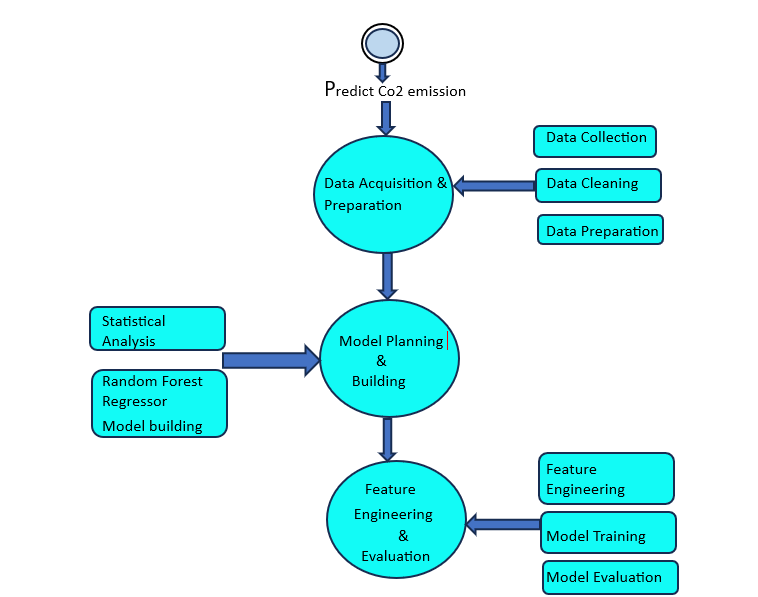 Predict Co2 emission
Data Collection
Data Acquisition &
Preparation
Data Cleaning
Data Preparation
Statistical
Analysis
Random Forest
Regressor
Model building
Model Planning
&
Building
Feature
Engineering
&
Evaluation
Feature
Engineering
Model Training
Model Evaluation